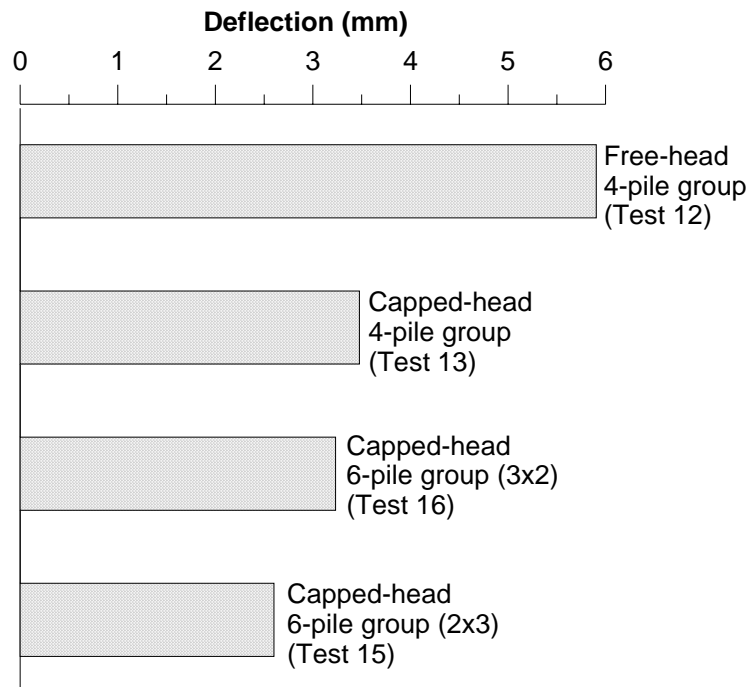 Deflection (mm)
0 1 2 3 4 5 6
Free-head
4-pile group
(Test 12)
Capped-head
4-pile group
(Test 13)
Capped-head
6-pile group (3x2)
(Test 16)
Capped-head
6-pile group (2x3)
(Test 15)